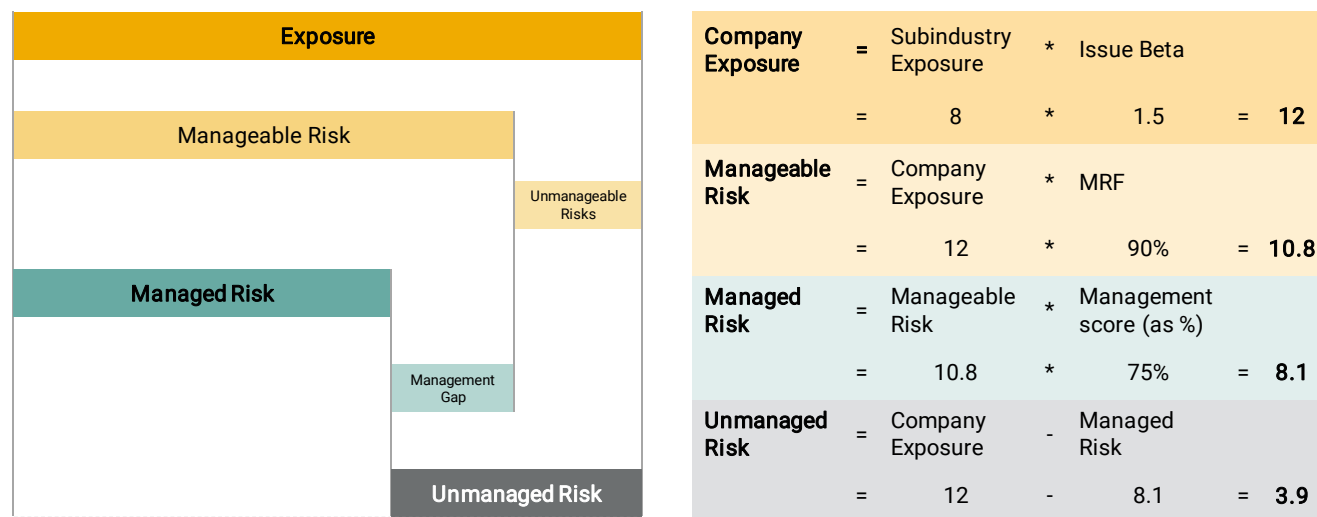 Exposure
Manageable Risk
Unmanageable
Risks
Managed Risk
Management
Gap
Unmanaged Risk
Company
Exposure
= Subindustry
Exposure
* Issue Beta
= 8 * 1.5 = 12
Manageable
Risk
= Company
Exposure
* MRF
= 12 * 90% = 10.8
Managed
Risk
= Manageable
Risk
* Management
score (as %)
= 10.8 * 75% = 8.1
Unmanaged
Risk
= Company
Exposure
- Managed
Risk
= 12 - 8.1 = 3.9